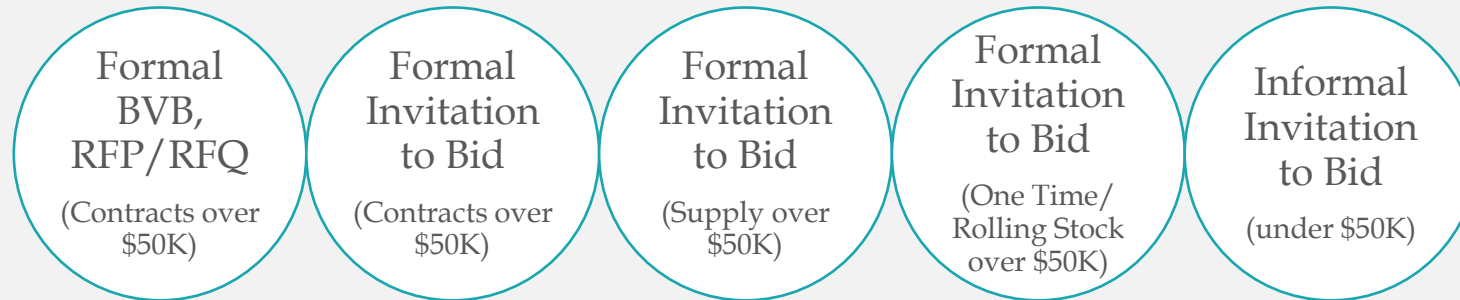 Formal
BVB,
RFP/RFQ
(Contracts over
$50K)
Formal
Invitation
to Bid
(Contracts over
$50K)
Formal
Invitation
to Bid
(Supply over
$50K)
Formal
Invitation
to Bid
(One Time/
Rolling Stock
over $50K)
Informal
Invitation
to Bid
(under $50K)